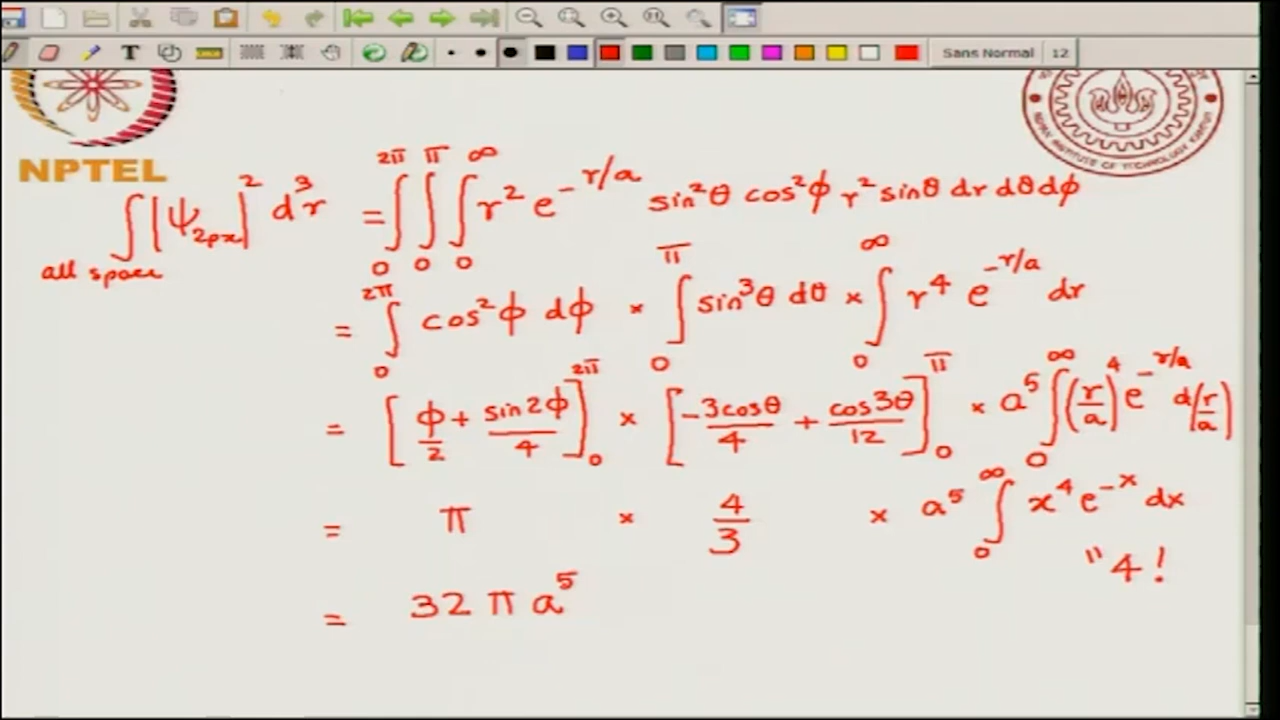 Sans Normal 12
NPTEL
∫|ψ_{2px}|² d³r = ∫₀^{2π} ∫₀^{π} ∫₀^{∞} r² e^{-r/a} sin²θ cos²ϕ r² sinθ dr dθ dϕ
all space
= ∫₀^{2π} cos²ϕ dϕ × ∫₀^{π} sin³θ dθ × ∫₀^{∞} r⁴ e^{-r/a} dr
= [ϕ/2 + sin2ϕ/4]₀^{2π} × [-3cosθ/4 + cos3θ/12]₀^{π} × a⁵ ∫₀^{∞} (r/a)⁴ e^{-r/a} d(r/a)
= π × 4/3 × a⁵ ∫₀^{∞} x⁴ e^{-x} dx
" 4!
= 32 π a⁵